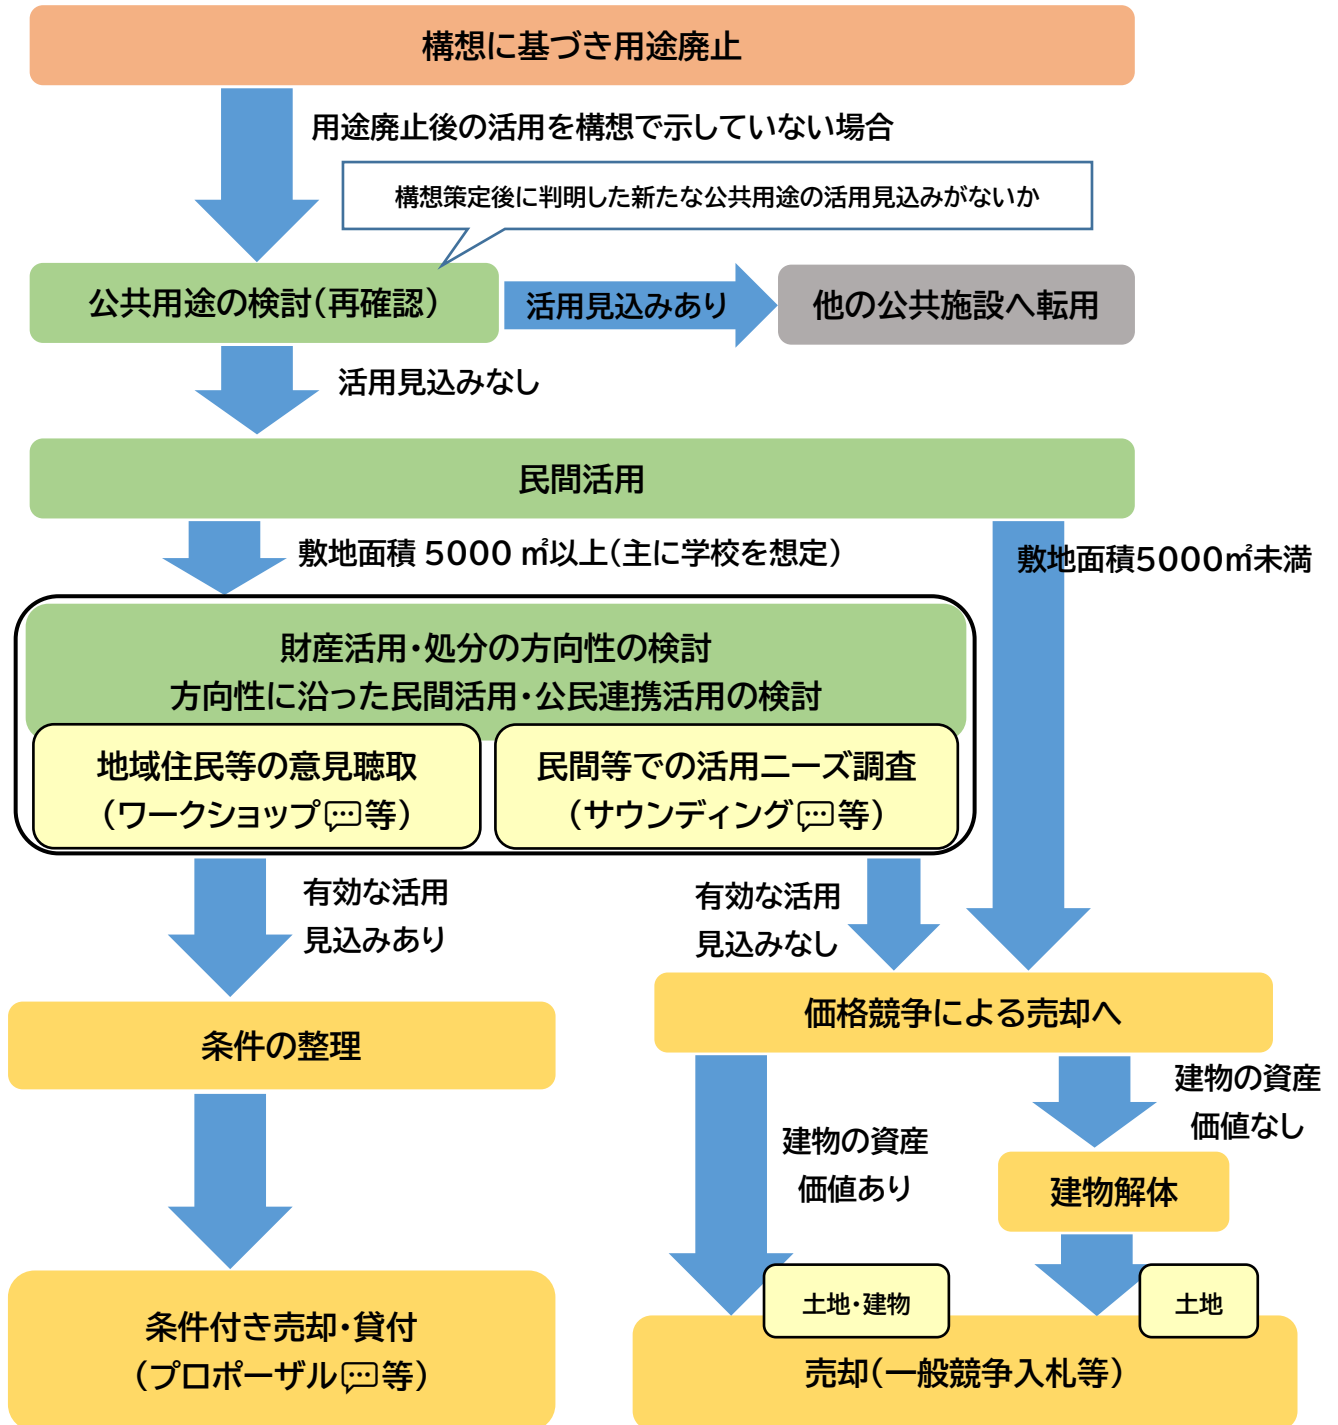 構想に基づき用途廃止
用途廃止後の活用を構想で示していない場合
構想策定後に判明した新たな公共用途の活用見込みがないか
公共用途の検討(再確認)
活用見込みあり
他の公共施設へ転用
活用見込みなし
民間活用
敷地面積 5000 ㎡以上(主に学校を想定)
敷地面積5000㎡未満
財産活用・処分の方向性の検討
方向性に沿った民間活用・公民連携活用の検討
地域住民等の意見聴取
(ワークショップ💬等)
民間等での活用ニーズ調査
(サウンディング💬等)
有効な活用
見込みあり
有効な活用
見込みなし
条件の整理
価格競争による売却へ
建物の資産
価値あり
建物の資産
価値なし
建物解体
条件付き売却・貸付
(プロポーザル💬等)
土地・建物
土地
売却(一般競争入札等)